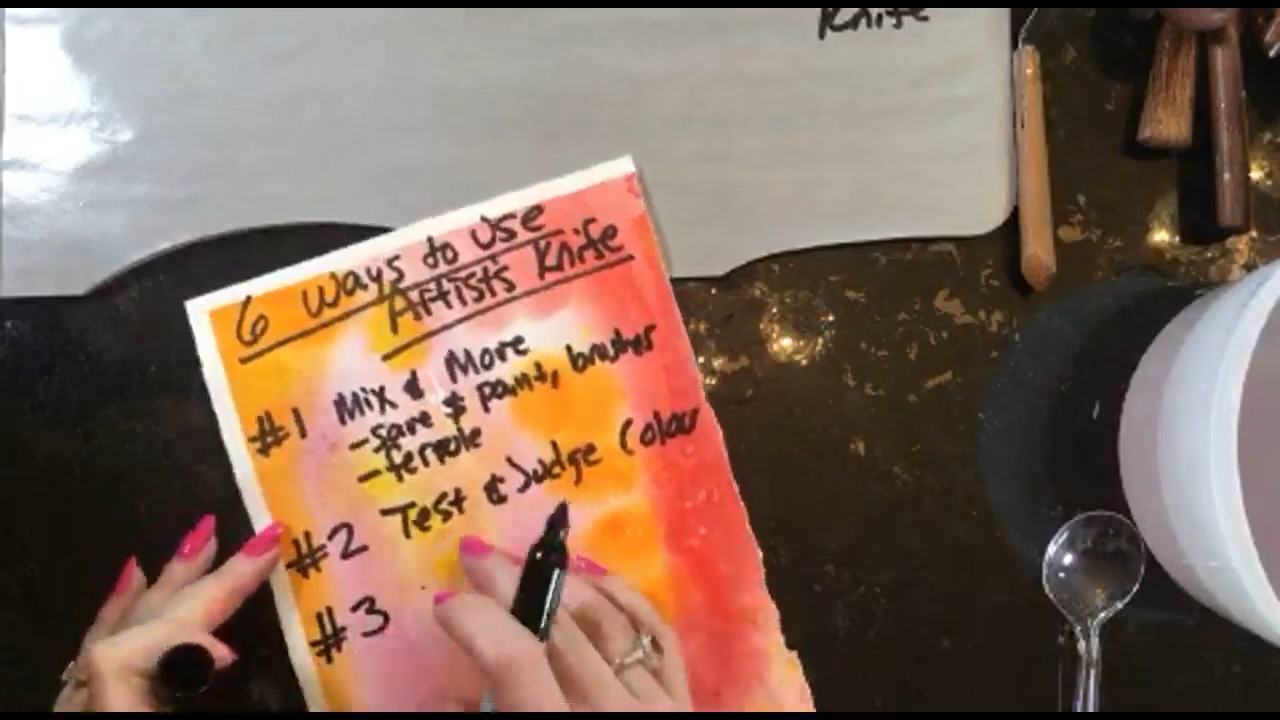 Knife
6 Ways to Use
Artist's Knife
#1 Mix & More
-save $ paint, brushes
-ferrule
#2 Test & Judge Colour
#3